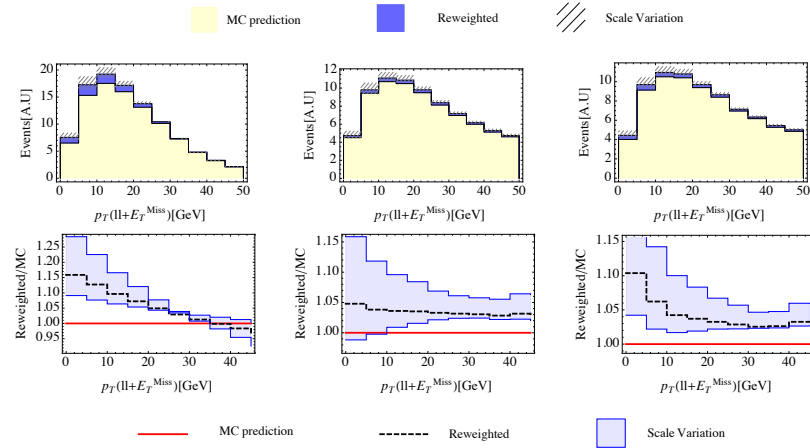 MC prediction Reweighted Scale Variation
Events[A.U]
20
15
10
5
0
0 10 20 30 40 50
p_T(ll+E_T^Miss)[GeV]
Events[A.U]
12
10
8
6
4
2
0
0 10 20 30 40 50
p_T(ll+E_T^Miss)[GeV]
Events[A.U]
10
8
6
4
2
0
0 10 20 30 40 50
p_T(ll+E_T^Miss)[GeV]
Reweighted/MC
1.25
1.20
1.15
1.10
1.05
1.00
0.95
0 10 20 30 40
p_T(ll+E_T^Miss)[GeV]
Reweighted/MC
1.15
1.10
1.05
1.00
0 10 20 30 40
p_T(ll+E_T^Miss)[GeV]
Reweighted/MC
1.15
1.10
1.05
1.00
0 10 20 30 40
p_T(ll+E_T^Miss)[GeV]
MC prediction Reweighted Scale Variation